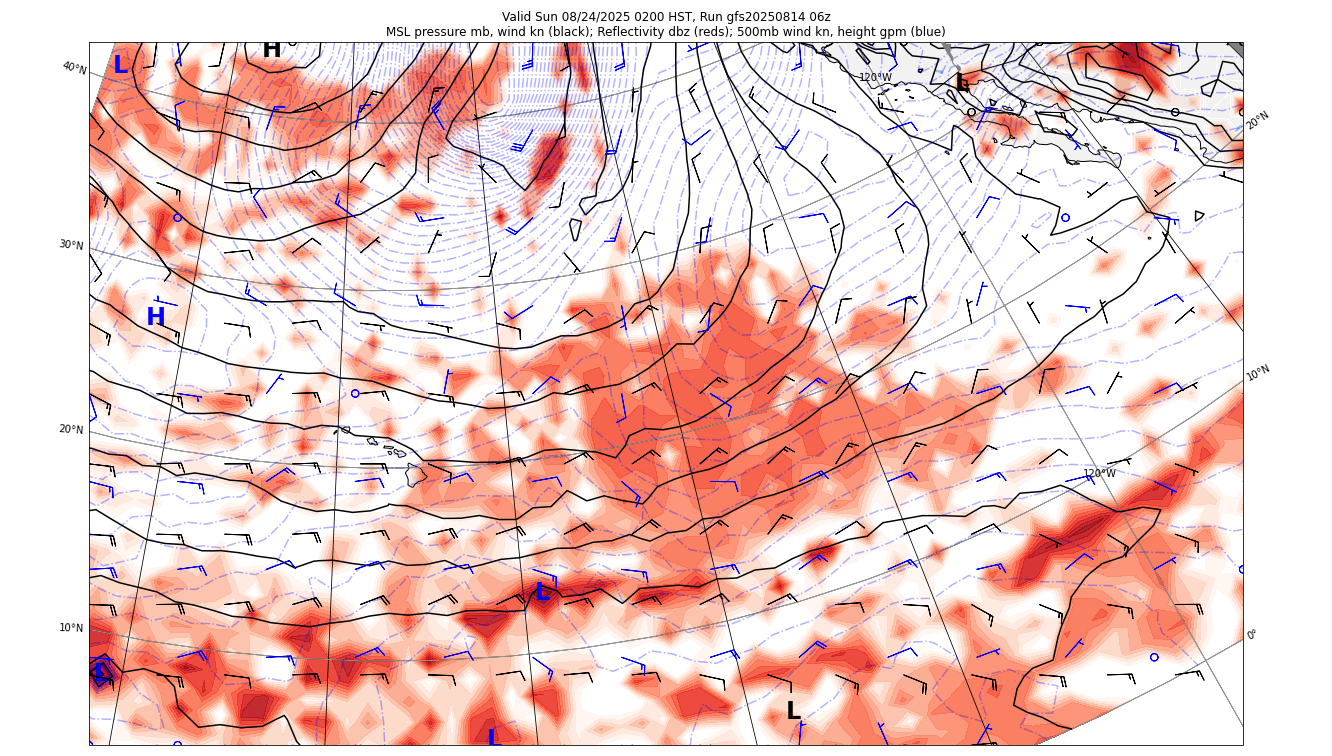 Valid Sun 08/24/2025 0200 HST, Run gfs20250814 06z
MSL pressure mb, wind kn (black); Reflectivity dbz (reds); 500mb wind kn, height gpm (blue)
H
L
40°N
120°W
L
20°N
30°N
H
10°N
20°N
120°W
L
10°N
0°
L
L
L